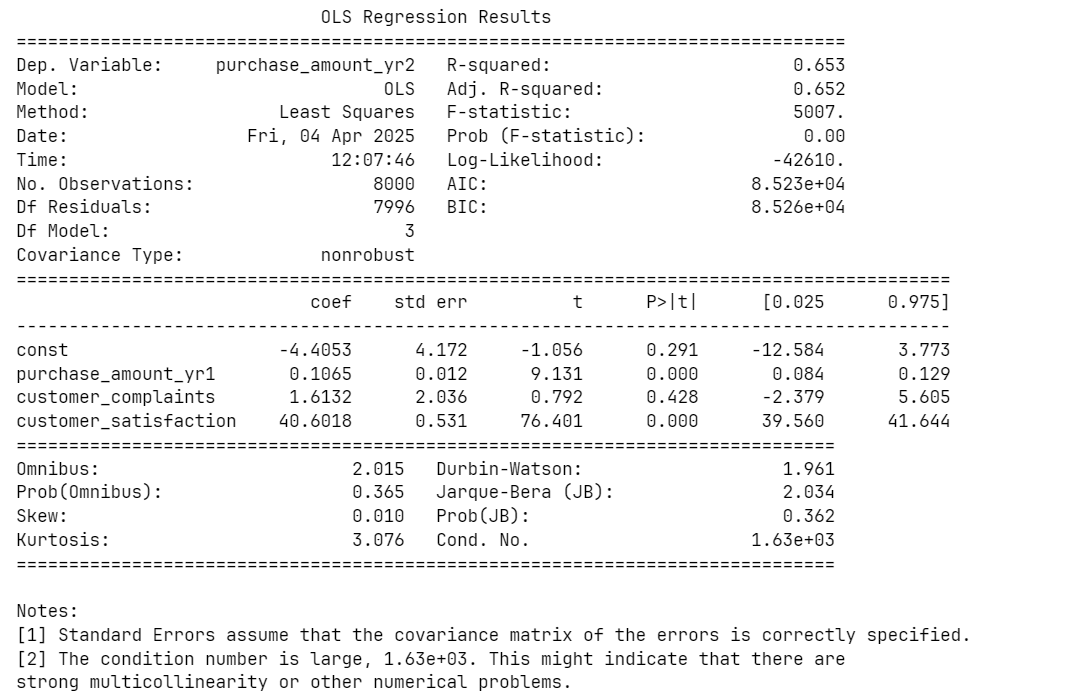 OLS Regression Results
===============================================================================
Dep. Variable:     purchase_amount_yr2   R-squared:                       0.653
Model:                             OLS   Adj. R-squared:                  0.652
Method:                  Least Squares   F-statistic:                     5007.
Date:                 Fri, 04 Apr 2025   Prob (F-statistic):               0.00
Time:                         12:07:46   Log-Likelihood:                -42610.
No. Observations:                 8000   AIC:                         8.523e+04
Df Residuals:                     7996   BIC:                         8.526e+04
Df Model:                            3
Covariance Type:             nonrobust
=========================================================================================
                            coef    std err          t      P>|t|      [0.025      0.975]
-----------------------------------------------------------------------------------------
const                    -4.4053      4.172     -1.056      0.291     -12.584       3.773
purchase_amount_yr1       0.1065      0.012      9.131      0.000       0.084       0.129
customer_complaints       1.6132      2.036      0.792      0.428      -2.379       5.605
customer_satisfaction    40.6018      0.531     76.401      0.000      39.560      41.644
==============================================================================
Omnibus:                        2.015   Durbin-Watson:                   1.961
Prob(Omnibus):                  0.365   Jarque-Bera (JB):                2.034
Skew:                           0.010   Prob(JB):                        0.362
Kurtosis:                       3.076   Cond. No.                     1.63e+03
==============================================================================
Notes:
[1] Standard Errors assume that the covariance matrix of the errors is correctly specified.
[2] The condition number is large, 1.63e+03. This might indicate that there are
strong multicollinearity or other numerical problems.